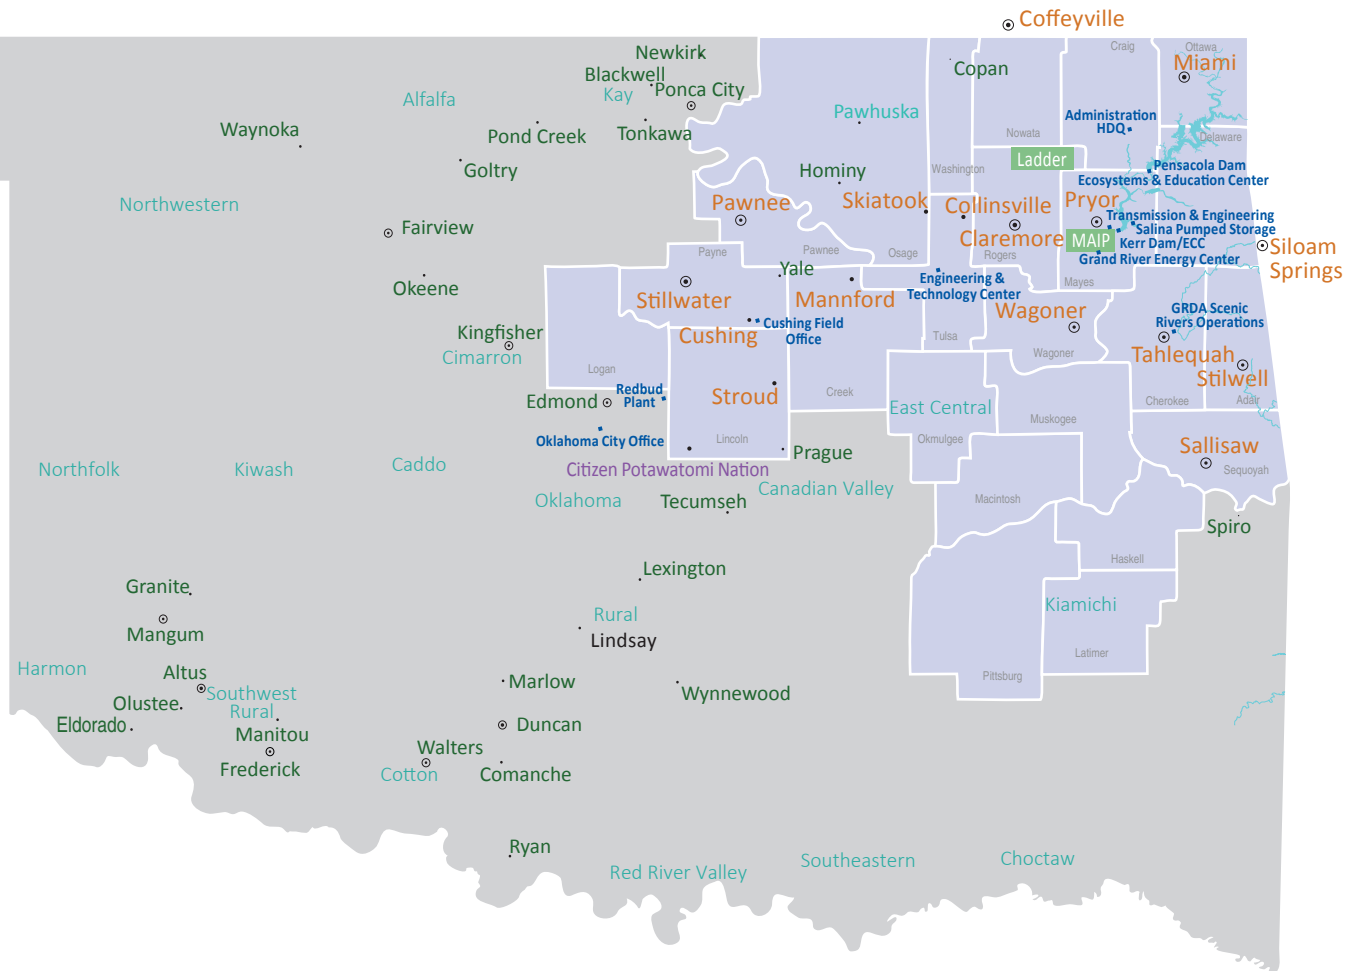 Coffeyville
Newkirk
Craig
Ottawa
Miami
Blackwell
Copan
Kay
Ponca City
Alfalfa
Pawhuska
Administration
HDQ
Waynoka
Pond Creek
Tonkawa
Nowata
Delaware
Ladder
Goltry
Hominy
Washington
Pensacola Dam
Ecosystems & Education Center
Northwestern
Pawnee
Skiatook
Collinsville
Pryor
Transmission & Engineering
Fairview
Claremore
MAIP
Salina Pumped Storage
Kerr Dam/ECC
Siloam
Springs
Payne
Pawnee
Osage
Rogers
Grand River Energy Center
Yale
Okeene
Stillwater
Mannford
Engineering &
Technology Center
Mayes
Wagoner
GRDA Scenic
Rivers Operations
Kingfisher
Cushing
Cushing Field
Office
Tulsa
Cimarron
Wagoner
Tahlequah
Logan
Stilwell
Redbud
Plant
Stroud
Creek
Edmond
East Central
Cherokee
Adair
Muskogee
Oklahoma City Office
Lincoln
Okmulgee
Sallisaw
Prague
Northfolk
Kiwash
Caddo
Citizen Potawatomi Nation
Sequoyah
Canadian Valley
Oklahoma
Tecumseh
Macintosh
Spiro
Haskell
Lexington
Granite
Rural
Kiamichi
Mangum
Lindsay
Latimer
Harmon
Altus
Marlow
Pittsburg
Southwest
Rural
Wynnewood
Olustee
Eldorado
Duncan
Manitou
Walters
Frederick
Cotton
Comanche
Ryan
Red River Valley
Southeastern
Choctaw